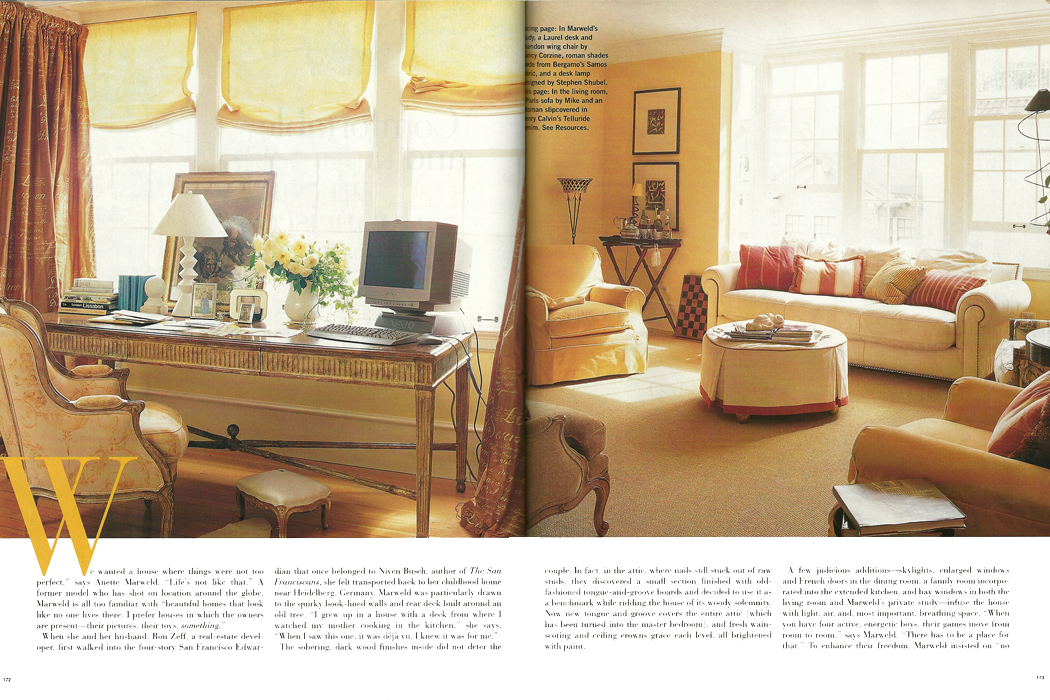 cing page: In Marweld's
dy, a Laurel desk and
andon wing chair by
ncy Corzine, roman shades
de from Bergamo's Samos
ric, and a desk lamp
signed by Stephen Shubel.
s page: In the living room,
Paris sofa by Mike and an
oman slipcovered in
erry Calvin's Telluride
nim. See Resources.
Lissabon
We wanted a house where things were not too
perfect," says Anette Marweld. "Life's not like that." A
former model who has shot on location around the globe,
Marweld is all too familiar with "beautiful homes that look
like no one lives there. I prefer houses in which the owners
are present—their pictures, their toys, something."
When she and her husband, Ron Zeff, a real-estate devel-
oper, first walked into the four-story San Francisco Edwar-
dian that once belonged to Niven Busch, author of The San
Franciscans, she felt transported back to her childhood home
near Heidelberg, Germany. Marweld was particularly drawn
to the quirky book-lined walls and rear deck built around an
old tree. "I grew up in a house with a deck from where I
watched my mother cooking in the kitchen," she says.
"When I saw this one, it was déjà vu. I knew it was for me."
The sobering, dark wood finishes inside did not deter the
couple. In fact, in the attic, where nails still stuck out of raw
studs, they discovered a small section finished with old-
fashioned tongue-and-groove boards and decided to use it as
a benchmark while ridding the house of its woody solemnity.
Now new tongue and groove covers the entire attic (which
has been turned into the master bedroom), and fresh wain-
scoting and ceiling crowns grace each level, all brightened
with paint.
A few judicious additions—skylights, enlarged windows
and French doors in the dining room, a family room incorpo-
rated into the extended kitchen, and bay windows in both the
living room and Marweld's private study—infuse the house
with light, air, and, most important, breathing space. "When
you have four active, energetic boys, their games move from
room to room," says Marweld. "There has to be a place for
that." To enhance their freedom, Marweld insisted on "no
172
173